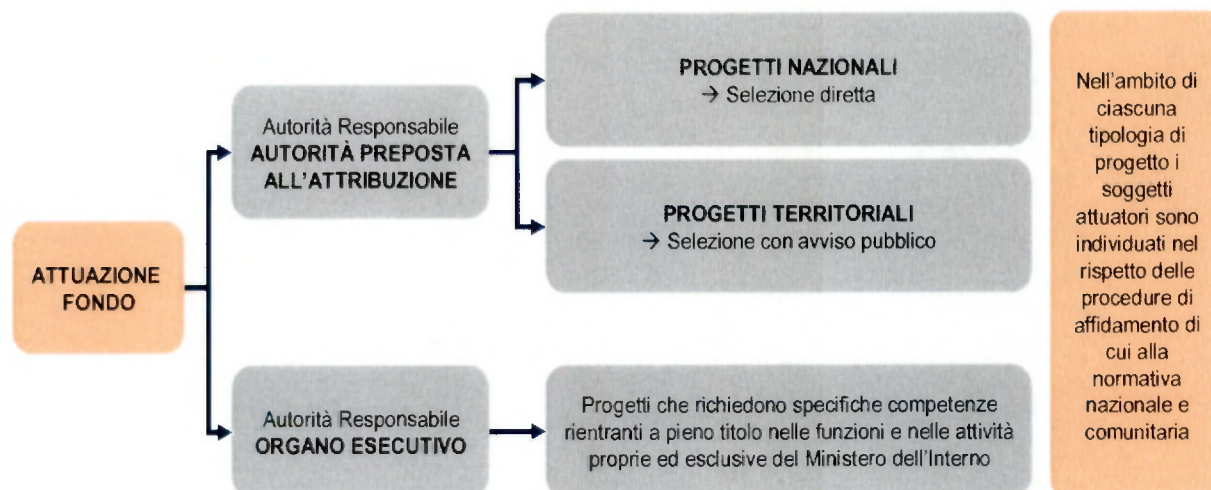 PROGETTI NAZIONALI
→ Selezione diretta
Autorità Responsabile
AUTORITÀ PREPOSTA
ALL'ATTRIBUZIONE
PROGETTI TERRITORIALI
→ Selezione con avviso pubblico
ATTUAZIONE
FONDO
Autorità Responsabile
ORGANO ESECUTIVO
Progetti che richiedono specifiche competenze
rientranti a pieno titolo nelle funzioni e nelle attività
proprie ed esclusive del Ministero dell'Interno
Nell'ambito di
ciascuna
tipologia di
progetto i
soggetti
attuatori sono
individuati nel
rispetto delle
procedure di
affidamento di
cui alla
normativa
nazionale e
comunitaria